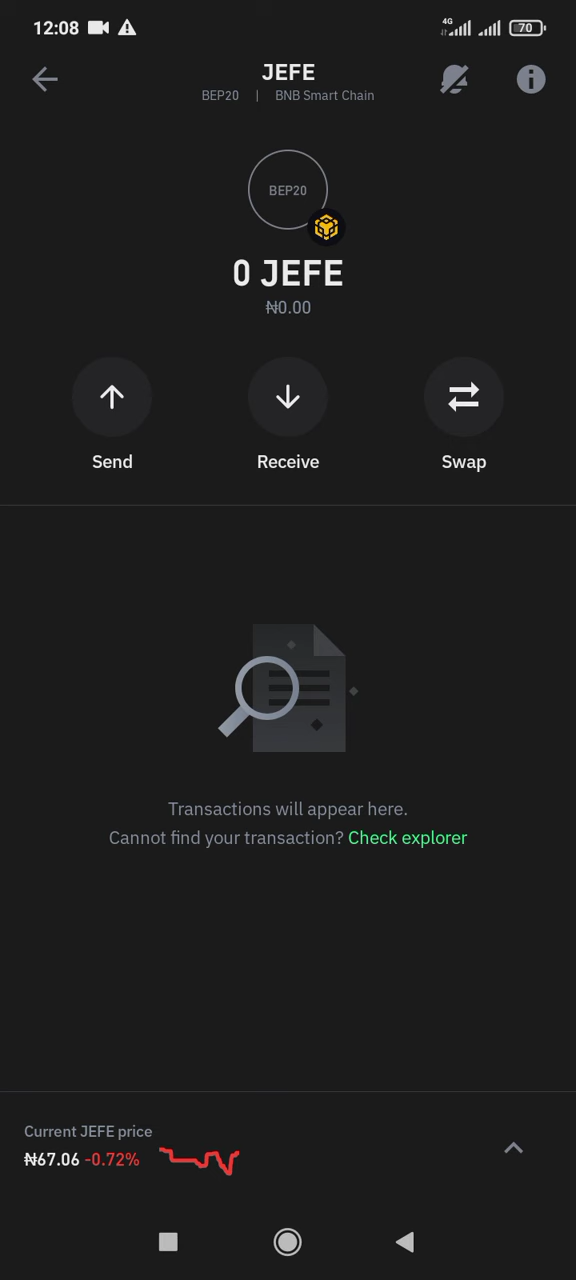 12:08 4G 70
JEFE
BEP20 | BNB Smart Chain
BEP20
0 JEFE
₦0.00
Send Receive Swap
Transactions will appear here.
Cannot find your transaction? Check explorer
Current JEFE price
₦67.06 -0.72%